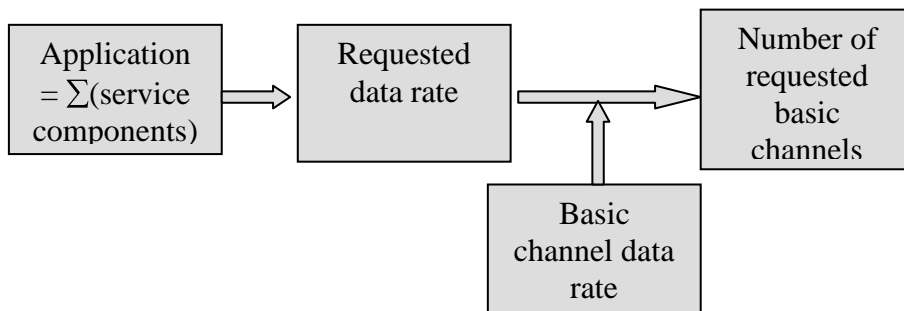 Application
= ∑(service
components)
Requested
data rate
Number of
requested
basic
channels
Basic
channel data
rate